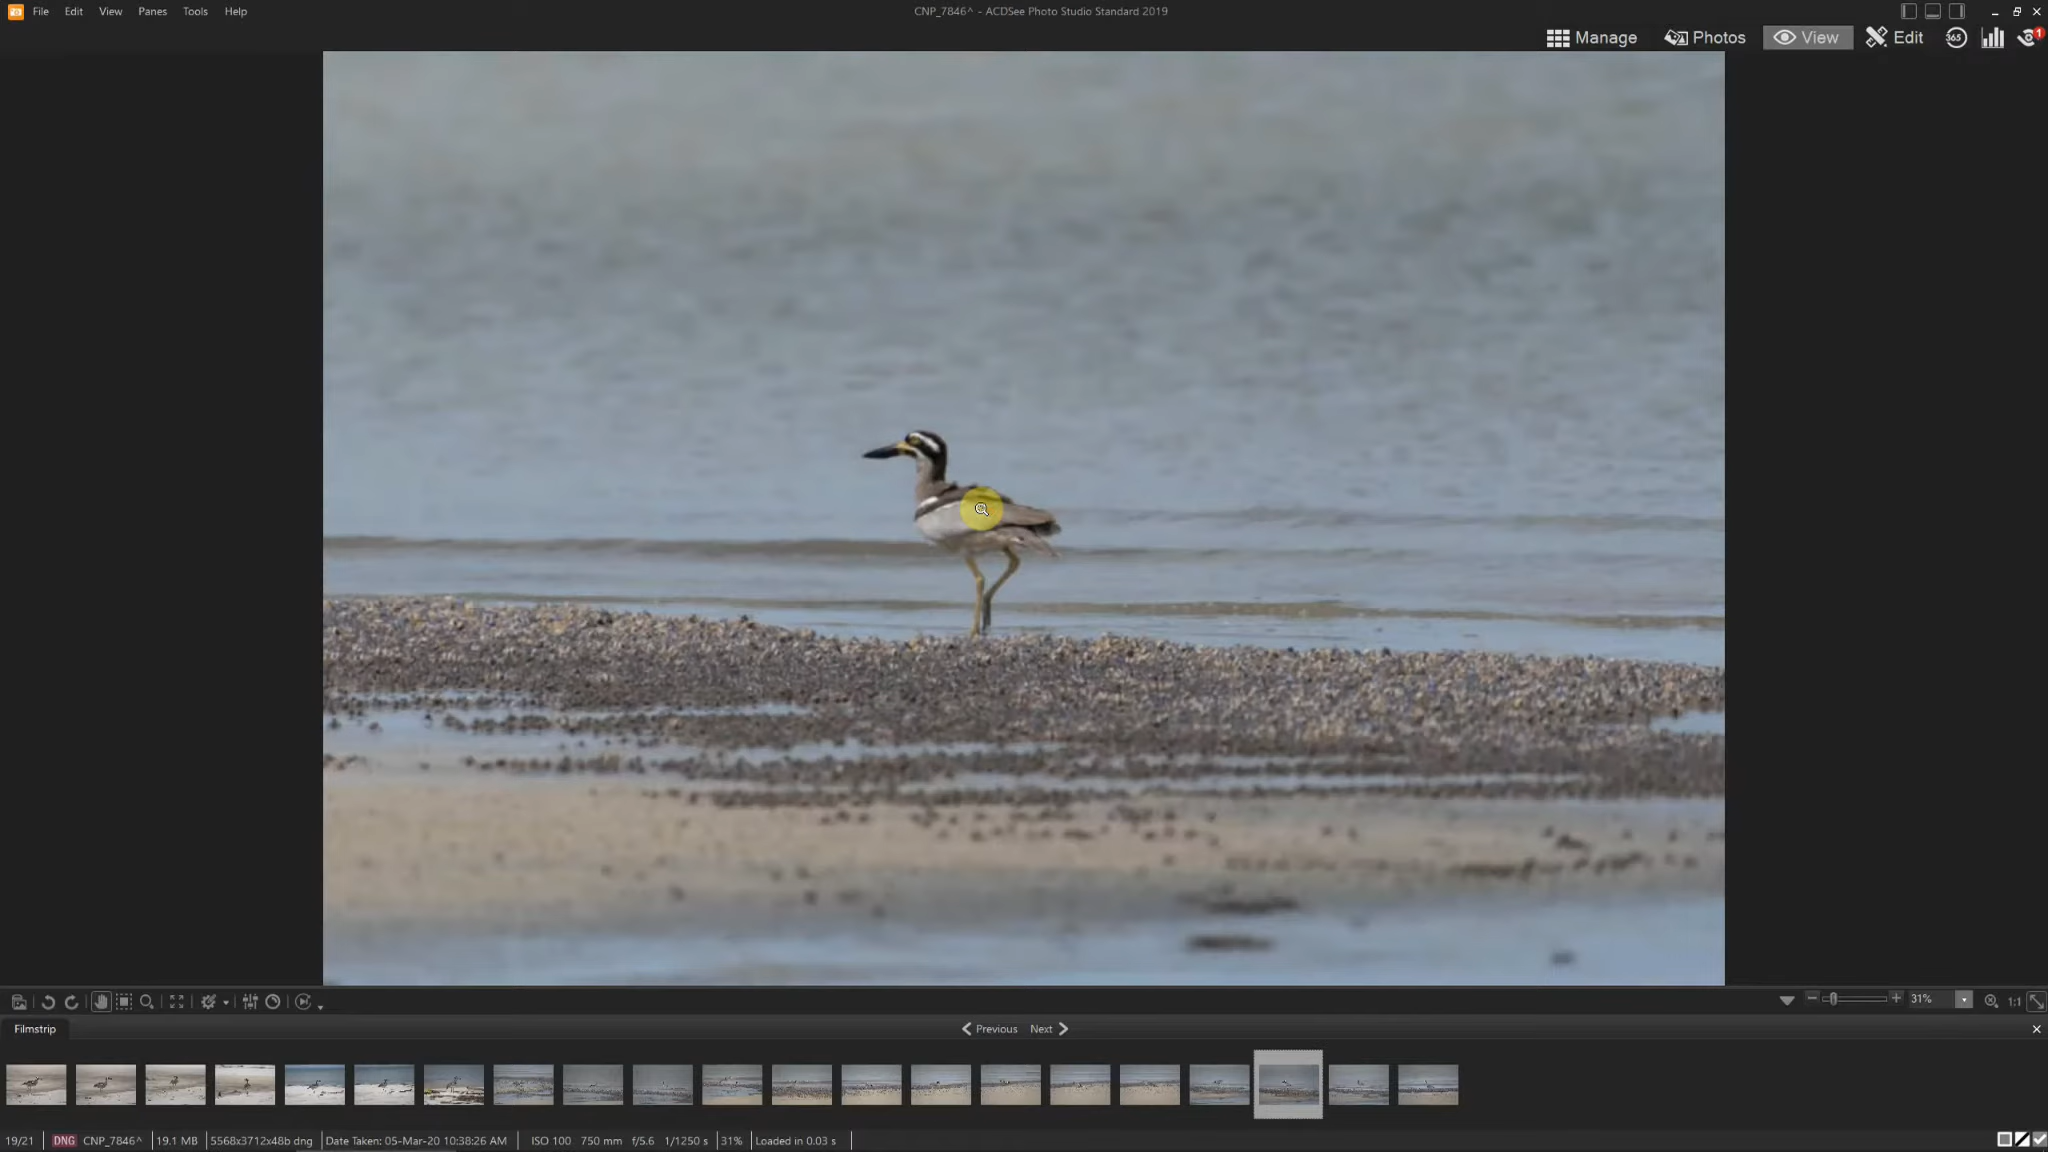 File Edit View Panes Tools Help
CNP_7846^ - ACDSee Photo Studio Standard 2019
Manage Photos View Edit 365 1
31% 1:1
Filmstrip
Previous Next
19/21 DNG CNP_7846^ 19.1 MB 5568x3712x48b dng Date Taken: 05-Mar-20 10:38:26 AM ISO 100 750 mm f/5.6 1/1250 s 31% Loaded in 0.03 s